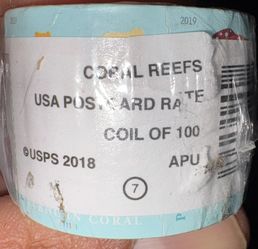 2019
CORAL REEFS
USA POSTCARD RATE
COIL OF 100
©USPS 2018 APU
7
CORAL